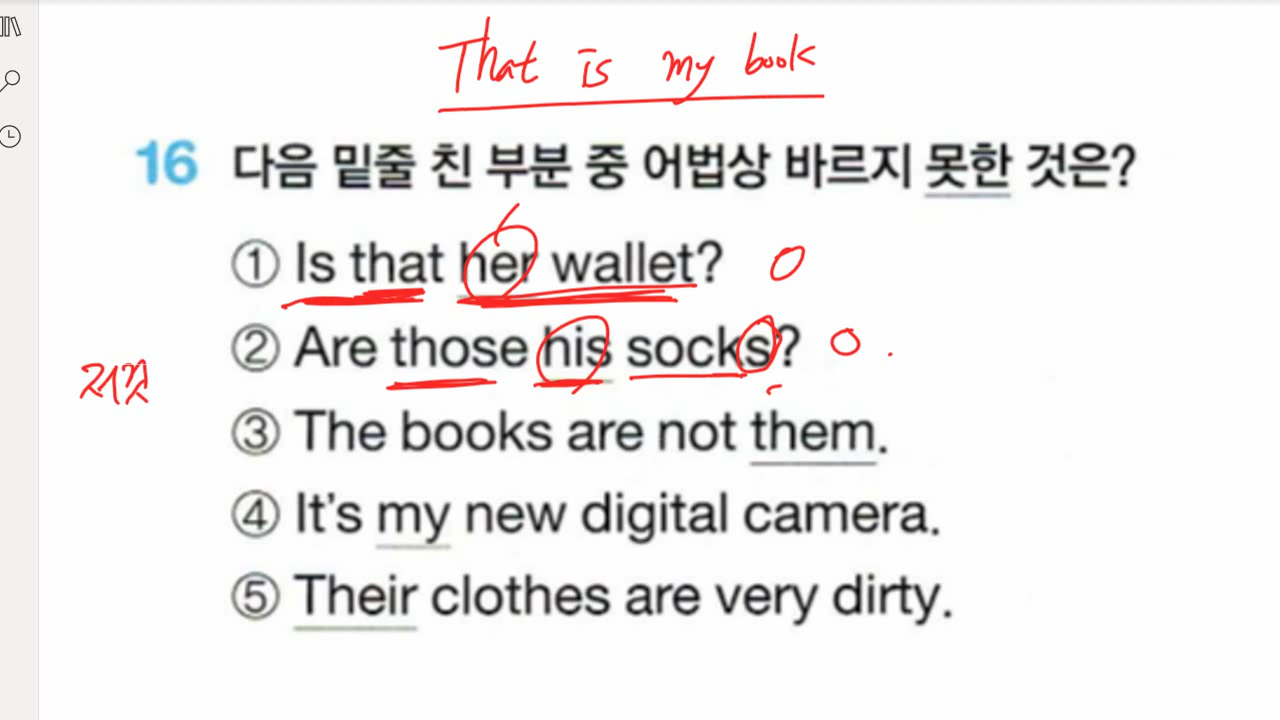 That is my book
16 다음 밑줄 친 부분 중 어법상 바르지 못한 것은?
① Is that her wallet?
② Are those his socks?
저것
③ The books are not them.
④ It's my new digital camera.
⑤ Their clothes are very dirty.